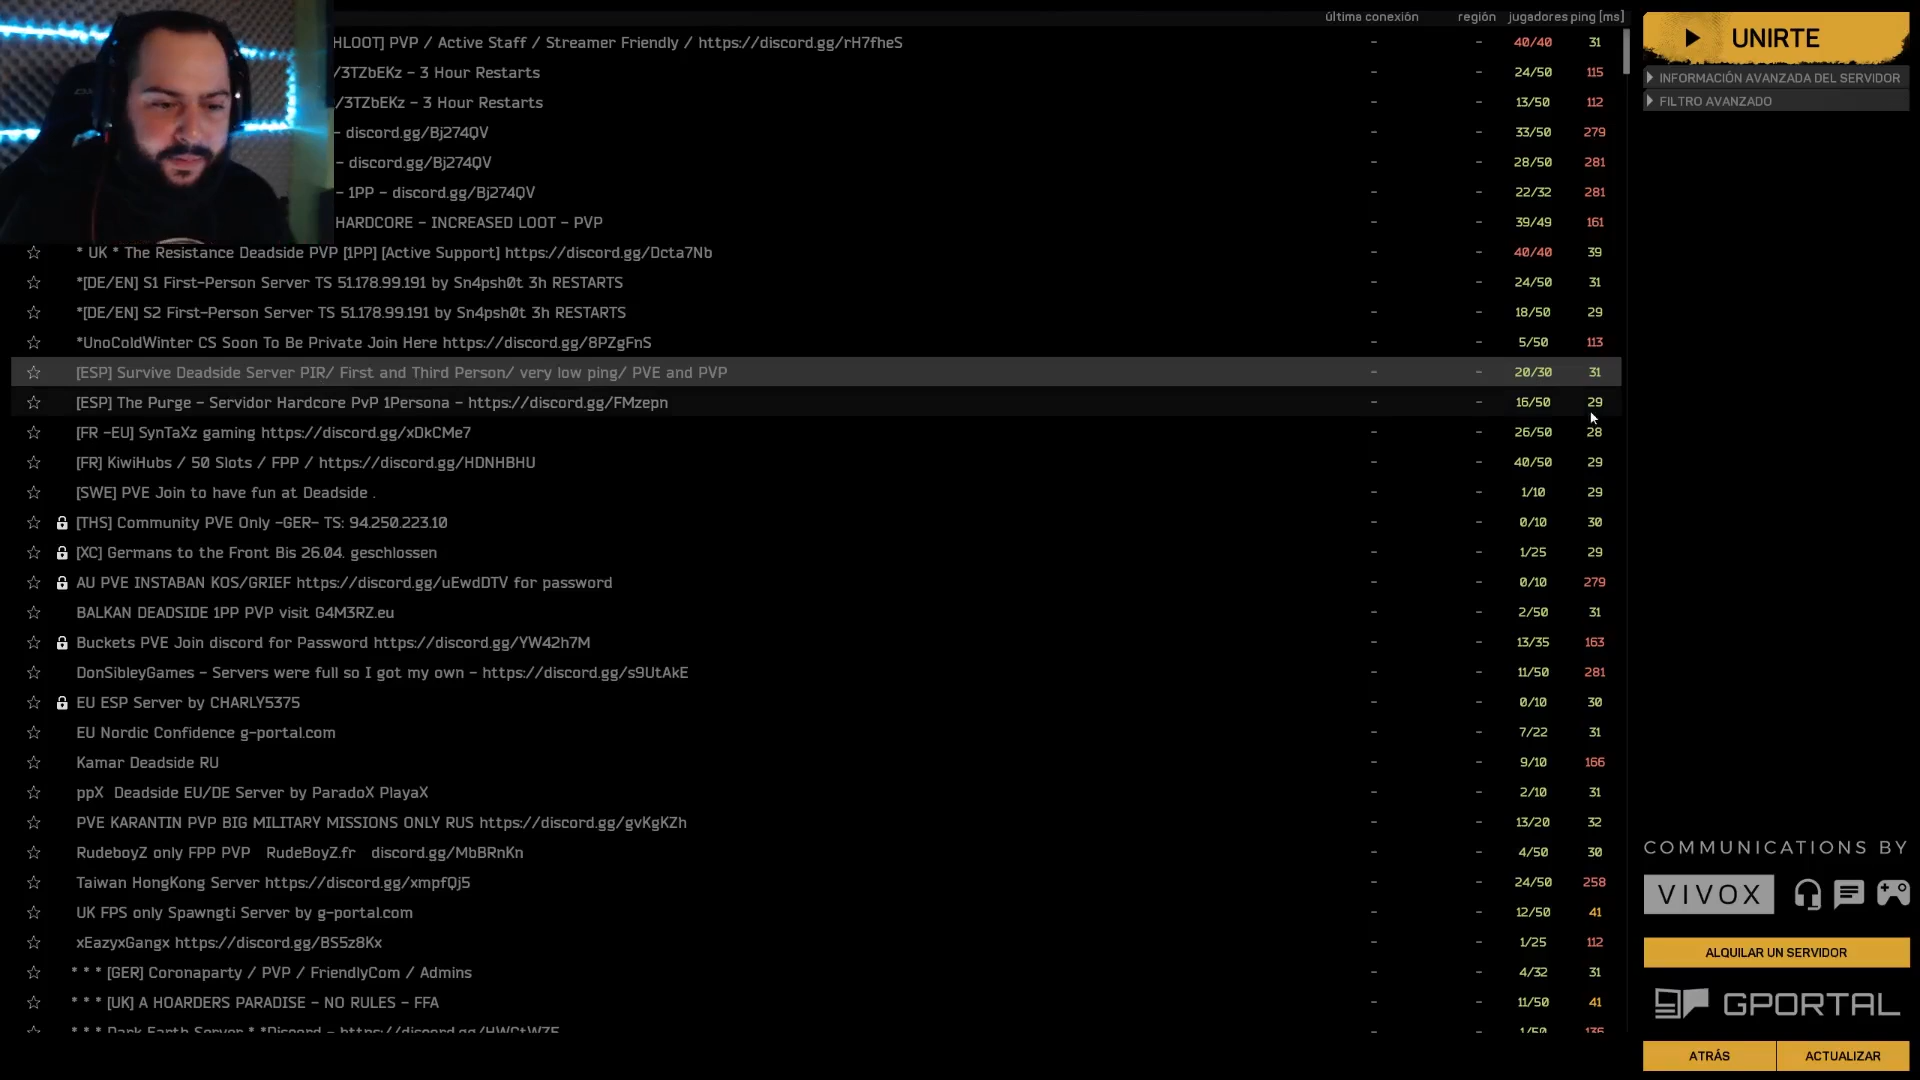 última conexión región jugadores ping [ms]
HLOOT] PVP / Active Staff / Streamer Friendly / https://discord.gg/rH7fheS - - 40/40 31
/3TZbEKz - 3 Hour Restarts - - 24/50 115
/3TZbEKz - 3 Hour Restarts - - 13/50 112
- discord.gg/Bj274QV - - 33/50 279
- discord.gg/Bj274QV - - 28/50 281
- 1PP - discord.gg/Bj274QV - - 22/32 281
HARDCORE - INCREASED LOOT - PVP - - 39/49 161
* UK * The Resistance Deadside PVP [1PP] [Active Support] https://discord.gg/Dcta7Nb - - 40/40 39
*[DE/EN] S1 First-Person Server TS 51.178.99.191 by Sn4psh0t 3h RESTARTS - - 24/50 31
*[DE/EN] S2 First-Person Server TS 51.178.99.191 by Sn4psh0t 3h RESTARTS - - 18/50 29
*UnoColdWinter CS Soon To Be Private Join Here https://discord.gg/8PZgFnS - - 5/50 113
[ESP] Survive Deadside Server PIR/ First and Third Person/ very low ping/ PVE and PVP - - 20/30 31
[ESP] The Purge - Servidor Hardcore PvP 1Persona - https://discord.gg/FMzepn - - 16/50 29
[FR -EU] SynTaXz gaming https://discord.gg/xDkCMe7 - - 26/50 28
[FR] KiwiHubs / 50 Slots / FPP / https://discord.gg/HDNHBHU - - 40/50 29
[SWE] PVE Join to have fun at Deadside . - - 1/10 29
[THS] Community PVE Only -GER- TS: 94.250.223.10 - - 0/10 30
[XC] Germans to the Front Bis 26.04. geschlossen - - 1/25 29
AU PVE INSTABAN KOS/GRIEF https://discord.gg/uEwdDTV for password - - 0/10 279
BALKAN DEADSIDE 1PP PVP visit G4M3RZ.eu - - 2/50 31
Buckets PVE Join discord for Password https://discord.gg/YW42h7M - - 13/35 163
DonSibleyGames - Servers were full so I got my own - https://discord.gg/s9UtAkE - - 11/50 281
EU ESP Server by CHARLY5375 - - 0/10 30
EU Nordic Confidence g-portal.com - - 7/22 31
Kamar Deadside RU - - 9/10 166
ppX Deadside EU/DE Server by ParadoX PlayaX - - 2/10 31
PVE KARANTIN PVP BIG MILITARY MISSIONS ONLY RUS https://discord.gg/gvKgKZh - - 13/20 32
RudeboyZ only FPP PVP RudeBoyZ.fr discord.gg/MbBRnKn - - 4/50 30
Taiwan HongKong Server https://discord.gg/xmpfQj5 - - 24/50 258
UK FPS only Spawngti Server by g-portal.com - - 12/50 41
xEazyxGangx https://discord.gg/BS5z8Kx - - 1/25 112
* * * [GER] Coronaparty / PVP / FriendlyCom / Admins - - 4/32 31
* * * [UK] A HOARDERS PARADISE - NO RULES - FFA - - 11/50 41
* * * Dark Earth Server * *Discord - https://discord.gg/HWCtWZE - - 1/50 136
UNIRTE
INFORMACIÓN AVANZADA DEL SERVIDOR
FILTRO AVANZADO
COMMUNICATIONS BY
VIVOX
ALQUILAR UN SERVIDOR
GPORTAL
ATRÁS ACTUALIZAR